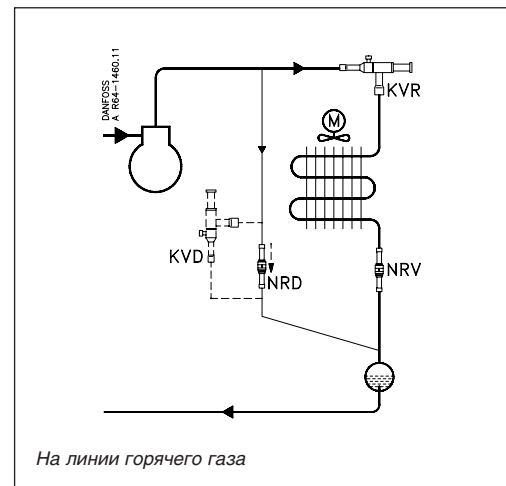 DANFOSS
A R64-1460.11
KVR
M
KVD
NRD
NRV
На линии горячего газа